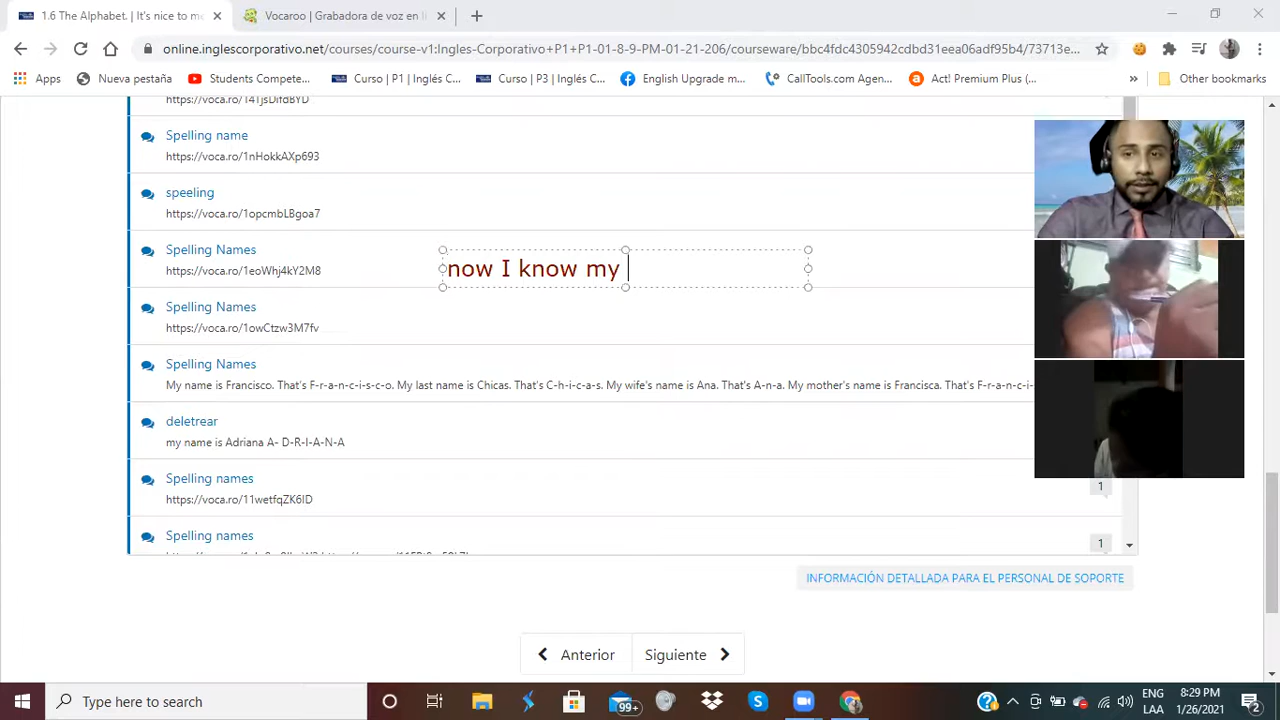 1.6 The Alphabet. | It's nice to me
Vocaroo | Grabadora de voz en lí
online.inglescorporativo.net/courses/course-v1:Ingles-Corporativo+P1+P1-01-8-9-PM-01-21-206/courseware/bbc4fdc4305942cdbd31eea06adf95b4/73713e...
Apps
Nueva pestaña
Students Compete...
Curso | P1 | Inglés C...
Curso | P3 | Inglés C...
English Upgrade m...
CallTools.com Agen...
Act! Premium Plus (...
»
Other bookmarks
Spelling name
https://voca.ro/1nHokkAXp693
speeling
https://voca.ro/1opcmbLBgoa7
Spelling Names
https://voca.ro/1eoWhj4kY2M8
now I know my
Spelling Names
https://voca.ro/1owCtzw3M7fv
Spelling Names
My name is Francisco. That's F-r-a-n-c-i-s-c-o. My last name is Chicas. That's C-h-i-c-a-s. My wife's name is Ana. That's A-n-a. My mother's name is Francisca. That's F-r-a-n-c-i-
deletrear
my name is Adriana A- D-R-I-A-N-A
Spelling names
1
https://voca.ro/11wetfqZK6ID
Spelling names
1
INFORMACIÓN DETALLADA PARA EL PERSONAL DE SOPORTE
Anterior
Siguiente
Type here to search
99+
ENG
LAA
8:29 PM
1/26/2021
2